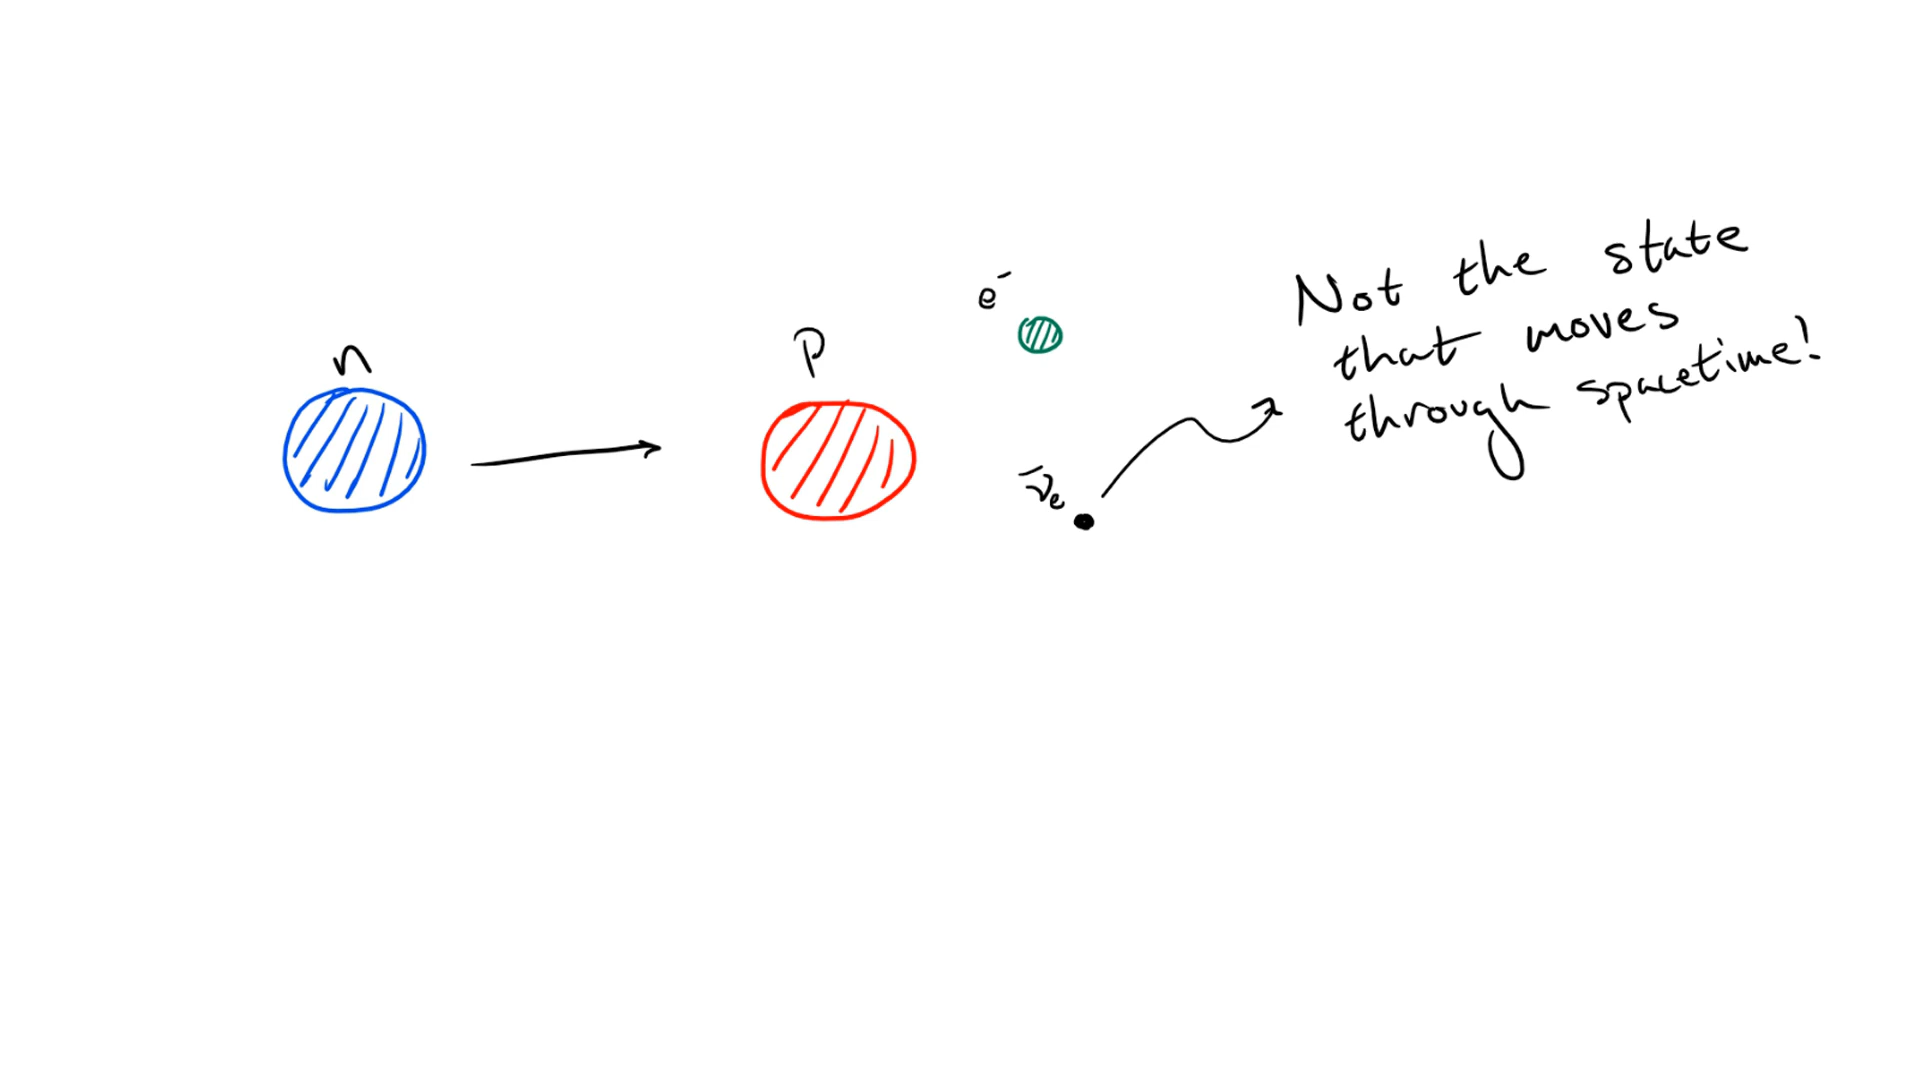 n
p
e⁻
ν̄ₑ
Not the state
that moves
through spacetime!